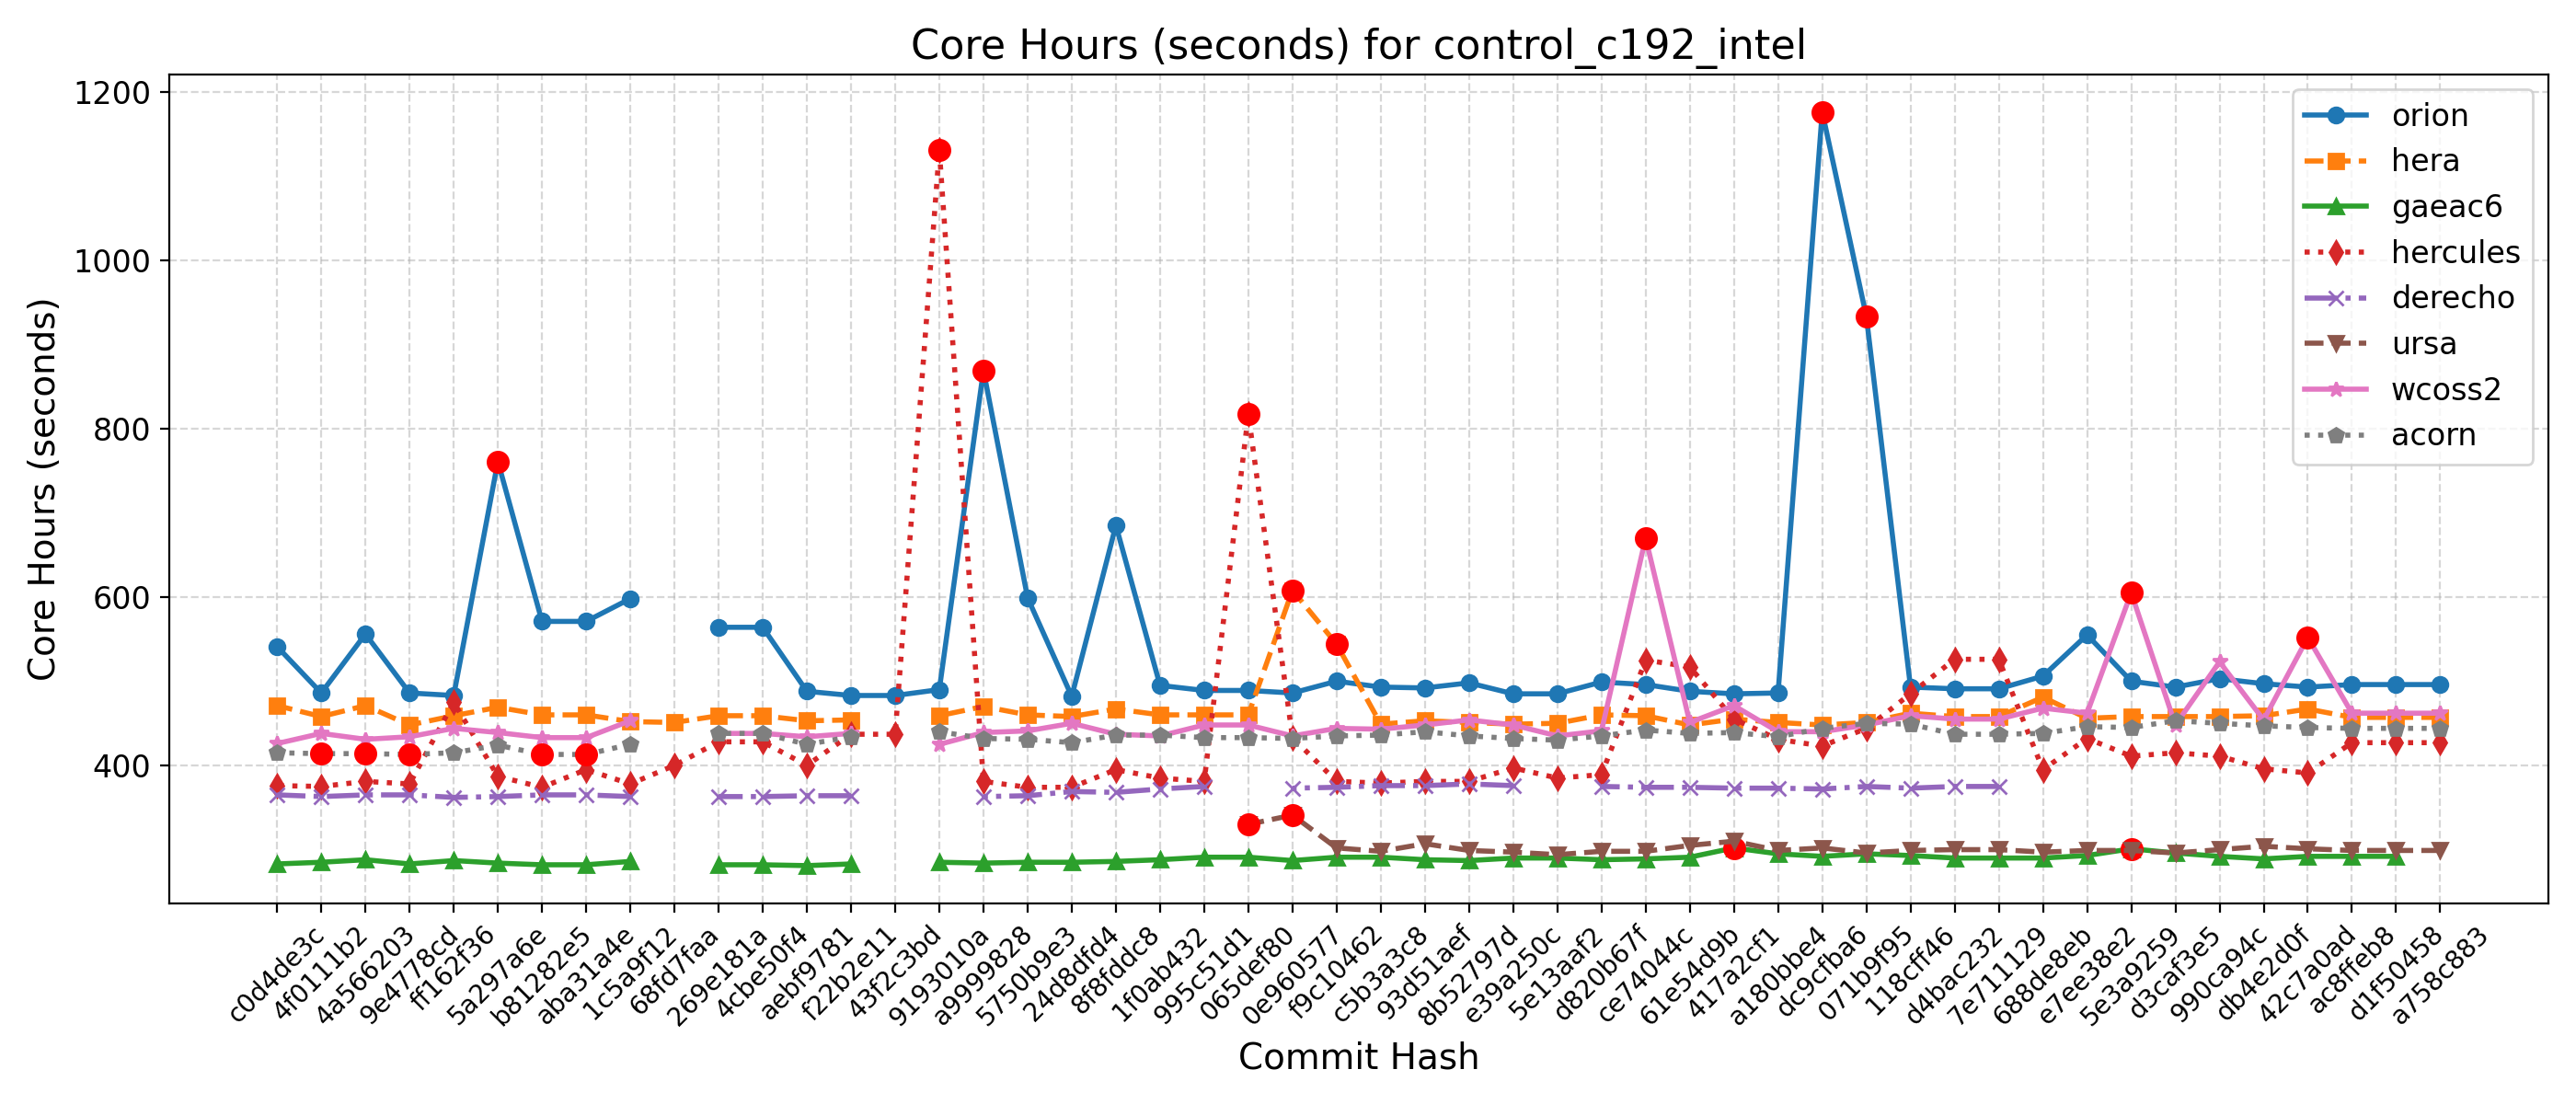 Core Hours (seconds) for control_c192_intel
Core Hours (seconds)
1200
1000
800
600
400
orion
hera
gaeac6
hercules
derecho
ursa
wcoss2
acorn
c0d4de3c
4f0111b2
4a566203
9e4778cd
ff162f36
5a297a6e
b81282e5
aba31a4e
1c5a9f12
68fd7faa
269e181a
4cbe50f4
aebf9781
f22b2e11
43f2c3bd
9193010a
a9999828
5750b9e3
24d8dfd4
8f8fddc8
1f0ab432
995c51d1
065def80
0e960577
f9c10462
c5b3a3c8
93d51aef
8b52797d
e39a250c
5e13aaf2
d820b67f
ce74044c
61e54d9b
417a2cf1
a180bbe4
dc9cfba6
071b9f95
118cff46
d4bac232
7e711129
688de8eb
e7ee38e2
5e3a9259
d3caf3e5
990ca94c
db4e2d0f
42c7a0ad
ac8ffeb8
d1f50458
a758c883
Commit Hash